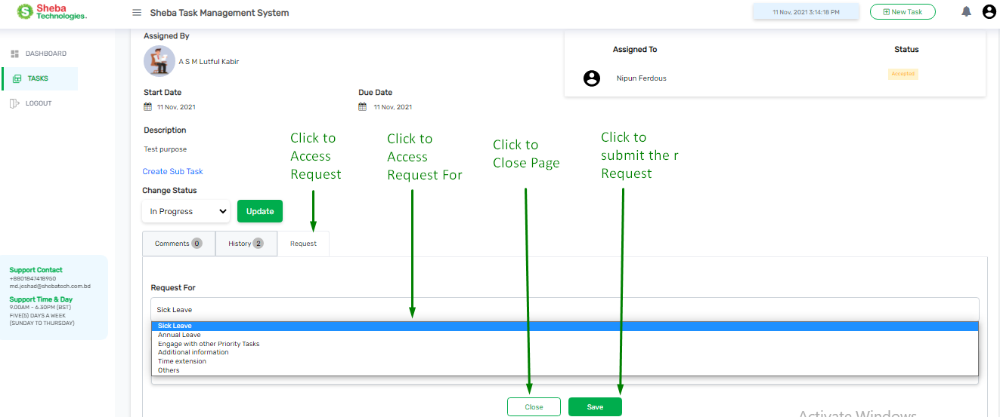 Sheba
Technologies.
Sheba Task Management System
11 Nov, 2021 3:14:18 PM
New Task
DASHBOARD
TASKS
LOGOUT
Assigned By
A S M Lutful Kabir
Assigned To
Status
Nipun Ferdous
Accepted
Start Date
Due Date
11 Nov, 2021
11 Nov, 2021
Description
Test purpose
Create Sub Task
Change Status
In Progress
Update
Click to
Access
Request
Click to
Access
Request For
Click to
Close Page
Click to
submit the r
Request
Comments 0
History 2
Request
Support Contact
+8801847418950
md.jeshad@shebatech.com.bd
Support Time & Day
9.00AM - 6.30PM (BST)
FIVE(5) DAYS A WEEK
(SUNDAY TO THURSDAY)
Request For
Sick Leave
Sick Leave
Annual Leave
Engage with other Priority Tasks
Additional information
Time extension
Others
Close
Save
Activate Windows